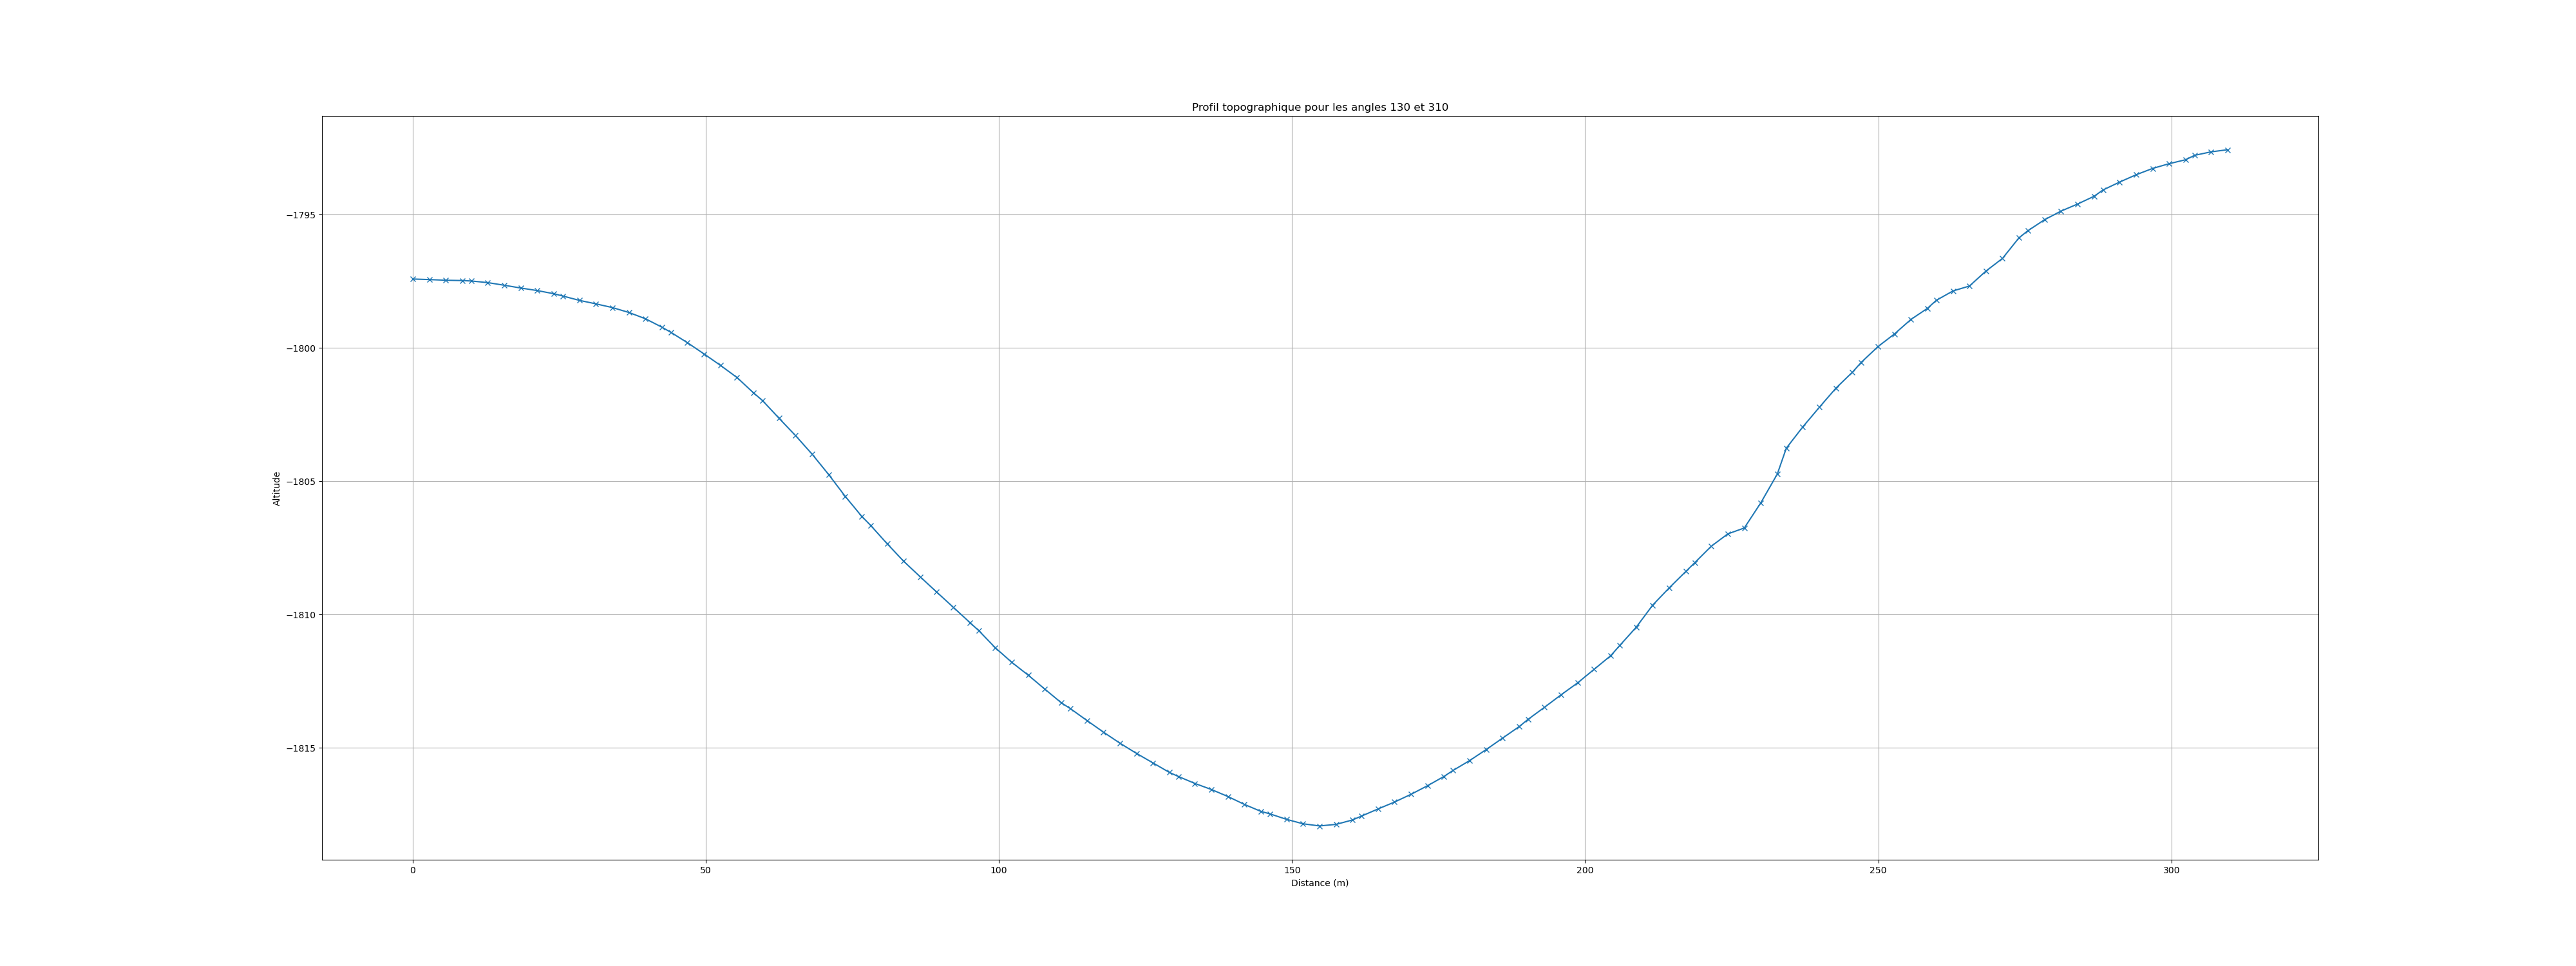 Profil topographique pour les angles 130 et 310
−1795
−1800
−1805
−1810
−1815
Altitude
0 50 100 150 200 250 300
Distance (m)